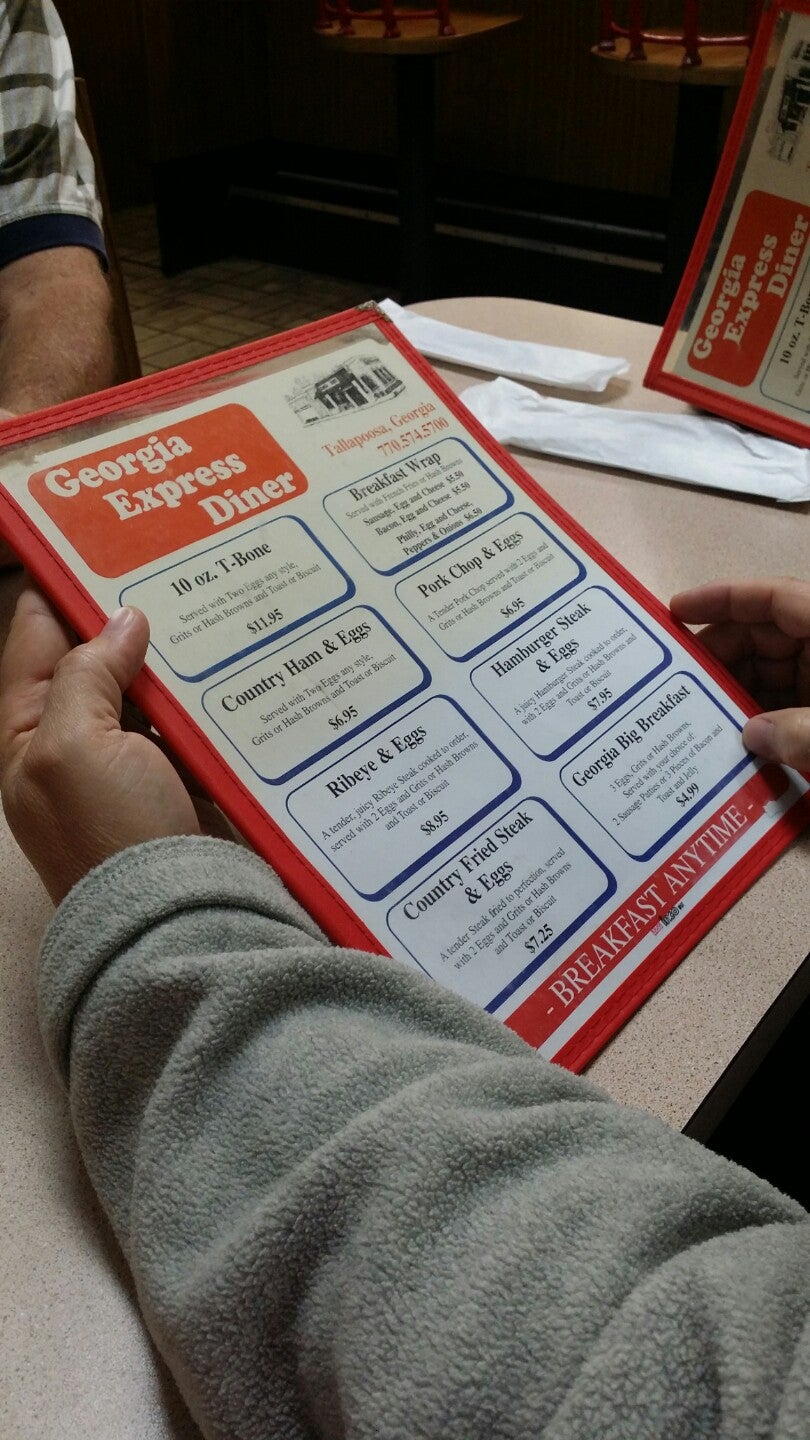 Georgia
Express
Diner
Tallapoosa, Georgia
770.574.5700
10 oz. T-Bone
Served with Two Eggs any style,
Grits or Hash Browns and Toast or Biscuit
$11.95
Country Ham & Eggs
Served with Two Eggs any style,
Grits or Hash Browns and Toast or Biscuit
$6.95
Ribeye & Eggs
A tender, juicy Ribeye Steak cooked to order,
served with 2 Eggs and Grits or Hash Browns
and Toast or Biscuit
$8.95
Country Fried Steak
& Eggs
A tender Steak fried to perfection, served
with 2 Eggs and Grits or Hash Browns
and Toast or Biscuit
$7.25
Breakfast Wrap
Served with French Fries or Hash Browns
Sausage, Egg and Cheese $5.50
Bacon, Egg and Cheese $5.50
Philly, Egg and Cheese,
Peppers & Onions $6.50
Pork Chop & Eggs
A Tender Pork Chop served with 2 Eggs and
Grits or Hash Browns and Toast or Biscuit
$6.95
Hamburger Steak
& Eggs
A juicy Hamburger Steak cooked to order,
with 2 Eggs and Grits or Hash Browns and
Toast or Biscuit
$7.95
Georgia Big Breakfast
3 Eggs, Grits or Hash Browns,
Served with your choice of
2 Sausage Patties or 3 Pieces of Bacon and
Toast and Jelly
$4.99
- BREAKFAST ANYTIME -
Georgia
Express
Diner
10 oz. T-B